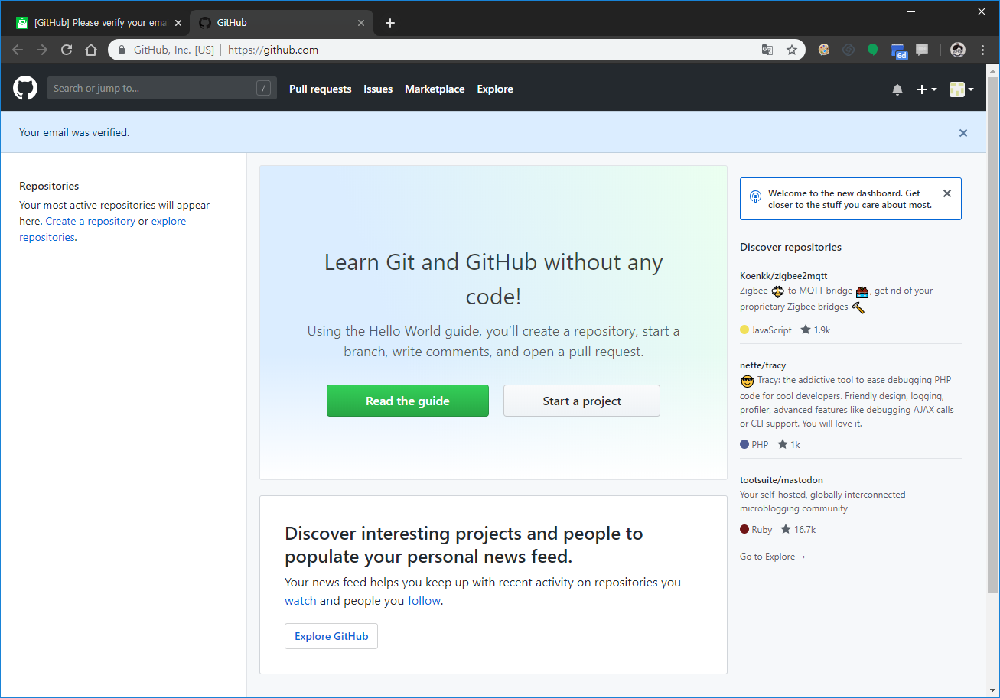 [GitHub] Please verify your ema
GitHub
GitHub, Inc. [US]
https://github.com
6d
Search or jump to...
/
Pull requests
Issues
Marketplace
Explore
Your email was verified.
Repositories
Your most active repositories will appear
here. Create a repository or explore
repositories.
Learn Git and GitHub without any
code!
Using the Hello World guide, you’ll create a repository, start a
branch, write comments, and open a pull request.
Read the guide
Start a project
Discover interesting projects and people to
populate your personal news feed.
Your news feed helps you keep up with recent activity on repositories you
watch and people you follow.
Explore GitHub
Welcome to the new dashboard. Get
closer to the stuff you care about most.
Discover repositories
Koenkk/zigbee2mqtt
Zigbee 🐝 to MQTT bridge 🌉, get rid of your
proprietary Zigbee bridges 🔨
JavaScript ★ 1.9k
nette/tracy
😎 Tracy: the addictive tool to ease debugging PHP
code for cool developers. Friendly design, logging,
profiler, advanced features like debugging AJAX calls
or CLI support. You will love it.
PHP ★ 1k
tootsuite/mastodon
Your self-hosted, globally interconnected
microblogging community
Ruby ★ 16.7k
Go to Explore →